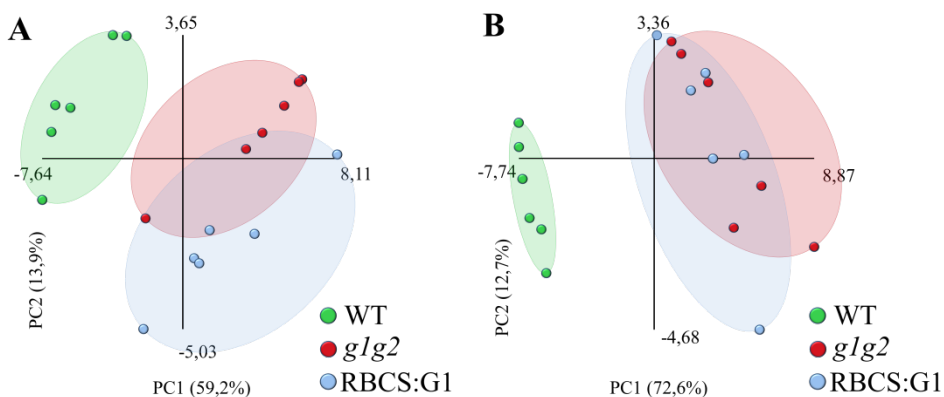 A
3,65
-7,64
8,11
-5,03
PC2 (13,9%)
PC1 (59,2%)
WT
g1g2
RBCS:G1
B
3,36
-7,74
8,87
-4,68
PC2 (12,7%)
PC1 (72,6%)
WT
g1g2
RBCS:G1